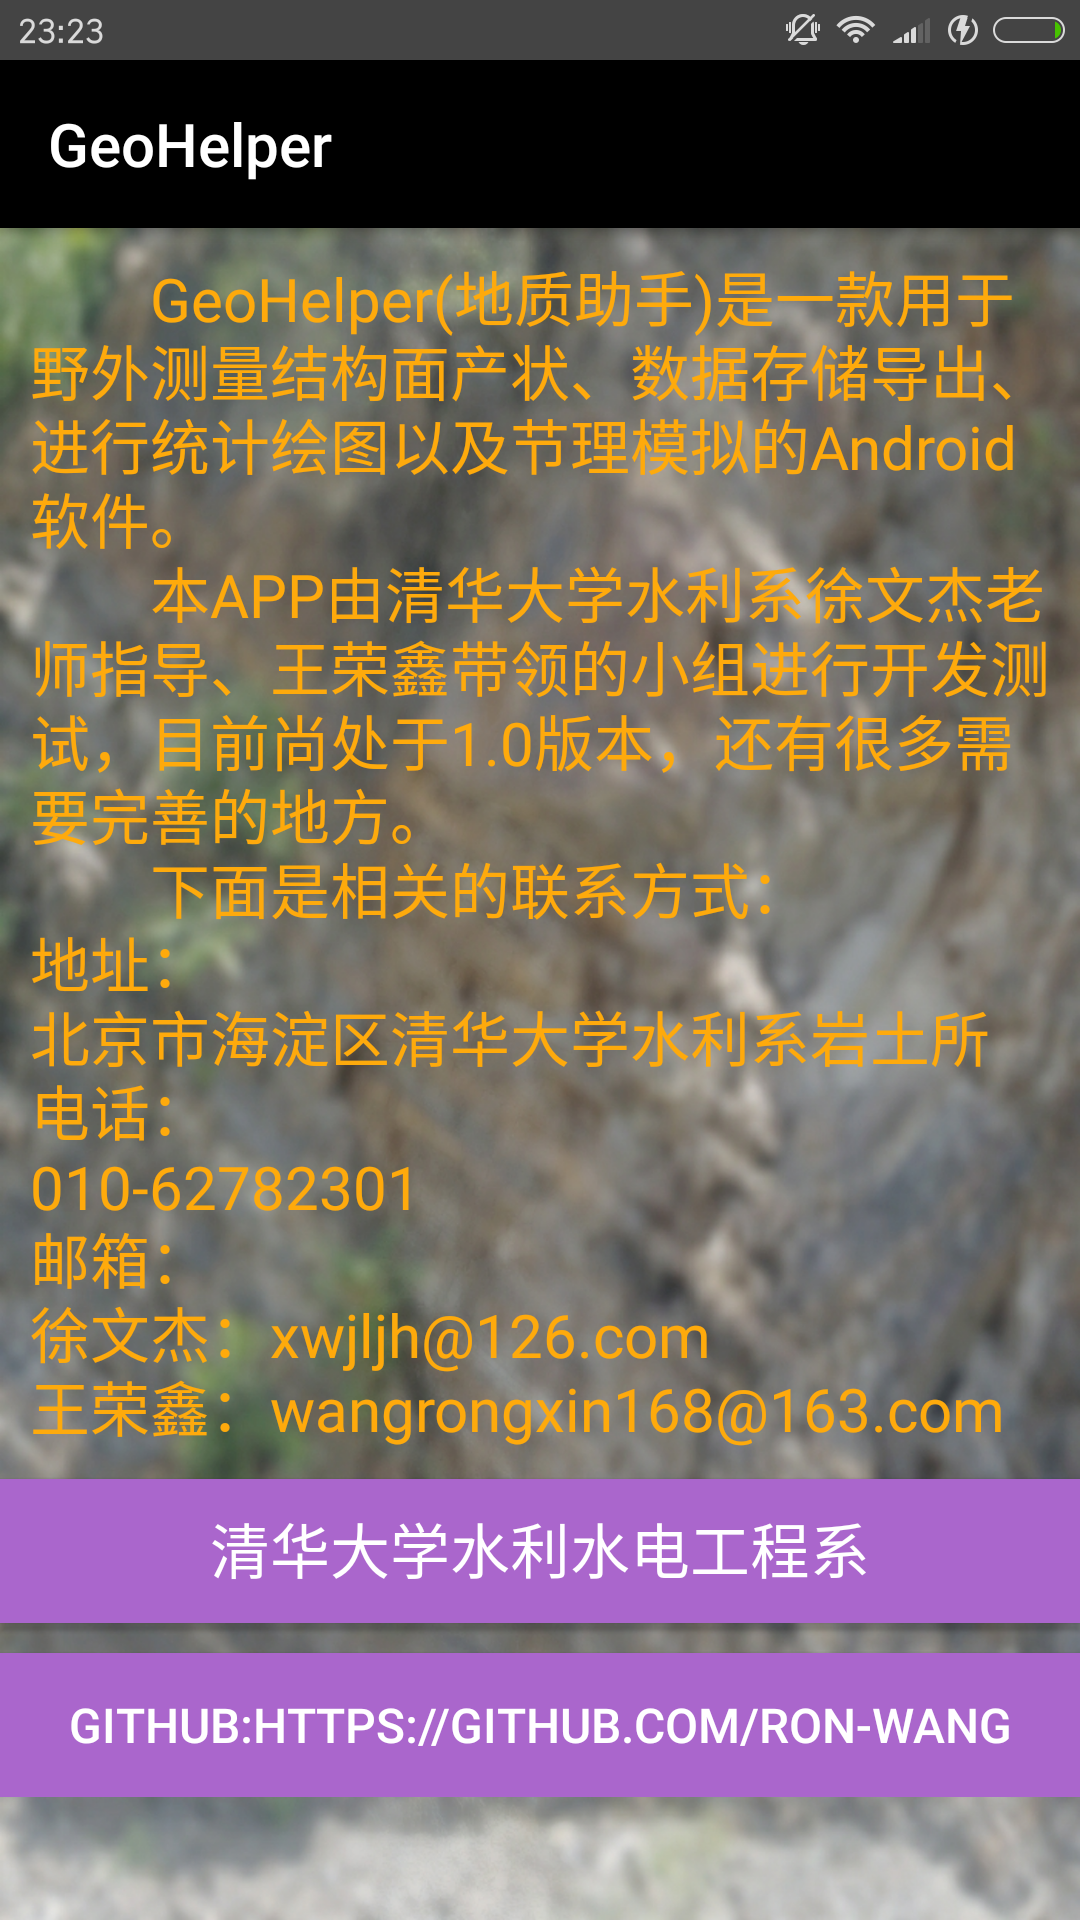 23:23
GeoHelper
GeoHelper(地质助手)是一款用于
野外测量结构面产状、数据存储导出、
进行统计绘图以及节理模拟的Android
软件。
本APP由清华大学水利系徐文杰老
师指导、王荣鑫带领的小组进行开发测
试，目前尚处于1.0版本，还有很多需
要完善的地方。
下面是相关的联系方式：
地址：
北京市海淀区清华大学水利系岩土所
电话：
010-62782301
邮箱：
徐文杰：xwjljh@126.com
王荣鑫：wangrongxin168@163.com
清华大学水利水电工程系
GITHUB:HTTPS://GITHUB.COM/RON-WANG